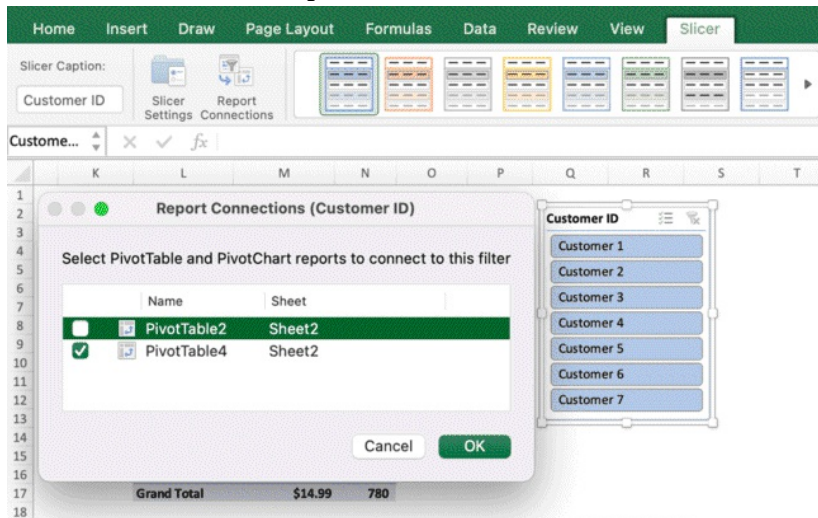 Home Insert Draw Page Layout Formulas Data Review View Slicer
Slicer Caption:
Customer ID
Slicer Settings
Report Connections
Custome... fx
K L M N O P Q R S T
1
2
3
4
5
6
7
8
9
10
11
12
13
14
15
16
17
18
Report Connections (Customer ID)
Select PivotTable and PivotChart reports to connect to this filter
Name Sheet
PivotTable2 Sheet2
PivotTable4 Sheet2
Cancel OK
Customer ID
Customer 1
Customer 2
Customer 3
Customer 4
Customer 5
Customer 6
Customer 7
Grand Total $14.99 780